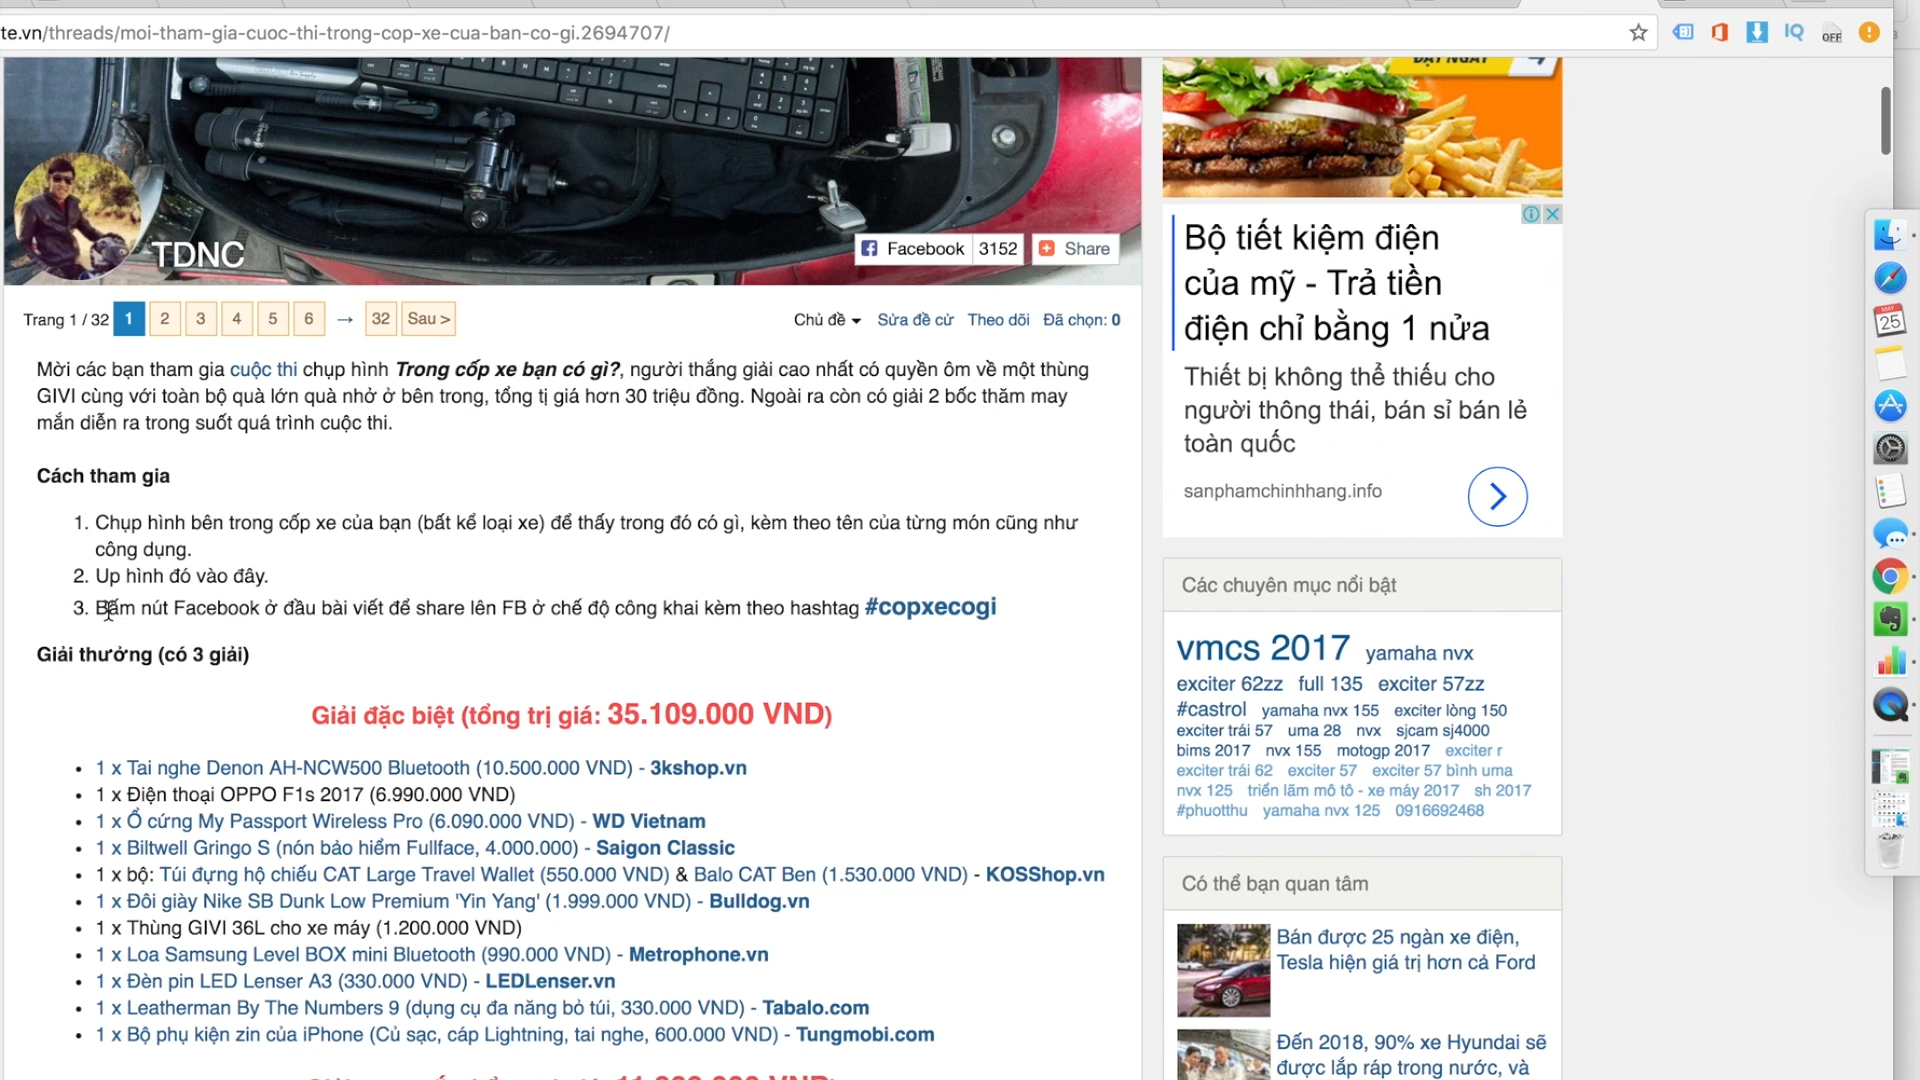 te.vn/threads/moi-tham-gia-cuoc-thi-trong-cop-xe-cua-ban-co-gi.2694707/
OFF
ĐẶT NGAY
TDNC
Facebook 3152 Share
Trang 1 / 32 1 2 3 4 5 6 → 32 Sau >
Chủ đề Sửa đề cử Theo dõi Đã chọn: 0
Mời các bạn tham gia cuộc thi chụp hình Trong cốp xe bạn có gì?, người thắng giải cao nhất có quyền ôm về một thùng
GIVI cùng với toàn bộ quà lớn quà nhỏ ở bên trong, tổng tị giá hơn 30 triệu đồng. Ngoài ra còn có giải 2 bốc thăm may
mắn diễn ra trong suốt quá trình cuộc thi.
Cách tham gia
1. Chụp hình bên trong cốp xe của bạn (bất kể loại xe) để thấy trong đó có gì, kèm theo tên của từng món cũng như
công dụng.
2. Up hình đó vào đây.
3. Bấm nút Facebook ở đầu bài viết để share lên FB ở chế độ công khai kèm theo hashtag #copxecogi
Giải thưởng (có 3 giải)
Giải đặc biệt (tổng trị giá: 35.109.000 VND)
• 1 x Tai nghe Denon AH-NCW500 Bluetooth (10.500.000 VND) - 3kshop.vn
• 1 x Điện thoại OPPO F1s 2017 (6.990.000 VND)
• 1 x Ổ cứng My Passport Wireless Pro (6.090.000 VND) - WD Vietnam
• 1 x Biltwell Gringo S (nón bảo hiểm Fullface, 4.000.000) - Saigon Classic
• 1 x bộ: Túi đựng hộ chiếu CAT Large Travel Wallet (550.000 VND) & Balo CAT Ben (1.530.000 VND) - KOSShop.vn
• 1 x Đôi giày Nike SB Dunk Low Premium 'Yin Yang' (1.999.000 VND) - Bulldog.vn
• 1 x Thùng GIVI 36L cho xe máy (1.200.000 VND)
• 1 x Loa Samsung Level BOX mini Bluetooth (990.000 VND) - Metrophone.vn
• 1 x Đèn pin LED Lenser A3 (330.000 VND) - LEDLenser.vn
• 1 x Leatherman By The Numbers 9 (dụng cụ đa năng bỏ túi, 330.000 VND) - Tabalo.com
• 1 x Bộ phụ kiện zin của iPhone (Củ sạc, cáp Lightning, tai nghe, 600.000 VND) - Tungmobi.com
Bộ tiết kiệm điện
của mỹ - Trả tiền
điện chỉ bằng 1 nửa
Thiết bị không thể thiếu cho
người thông thái, bán sỉ bán lẻ
toàn quốc
sanphamchinhhang.info
Các chuyên mục nổi bật
vmcs 2017 yamaha nvx
exciter 62zz full 135 exciter 57zz
#castrol yamaha nvx 155 exciter lòng 150
exciter trái 57 uma 28 nvx sjcam sj4000
bims 2017 nvx 155 motogp 2017 exciter r
exciter trái 62 exciter 57 exciter 57 bình uma
nvx 125 triển lãm mô tô - xe máy 2017 sh 2017
#phuotthu yamaha nvx 125 0916692468
Có thể bạn quan tâm
Bán được 25 ngàn xe điện,
Tesla hiện giá trị hơn cả Ford
Đến 2018, 90% xe Hyundai sẽ
được lắp ráp trong nước, và
MAY
25